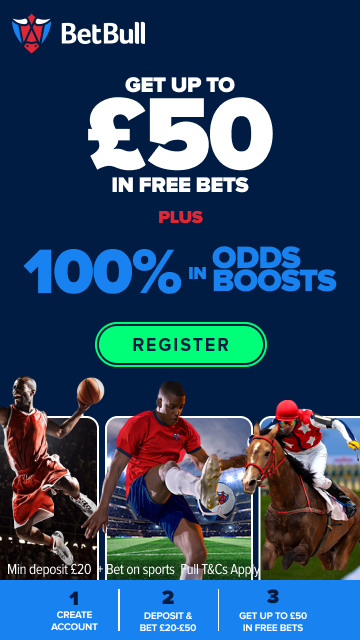 BetBull
GET UP TO
£50
IN FREE BETS
PLUS
100% IN ODDS BOOSTS
REGISTER
Min deposit £20 + Bet on sports Full T&Cs Apply
1
CREATE
ACCOUNT
2
DEPOSIT &
BET £20-£50
3
GET UP TO £50
IN FREE BETS